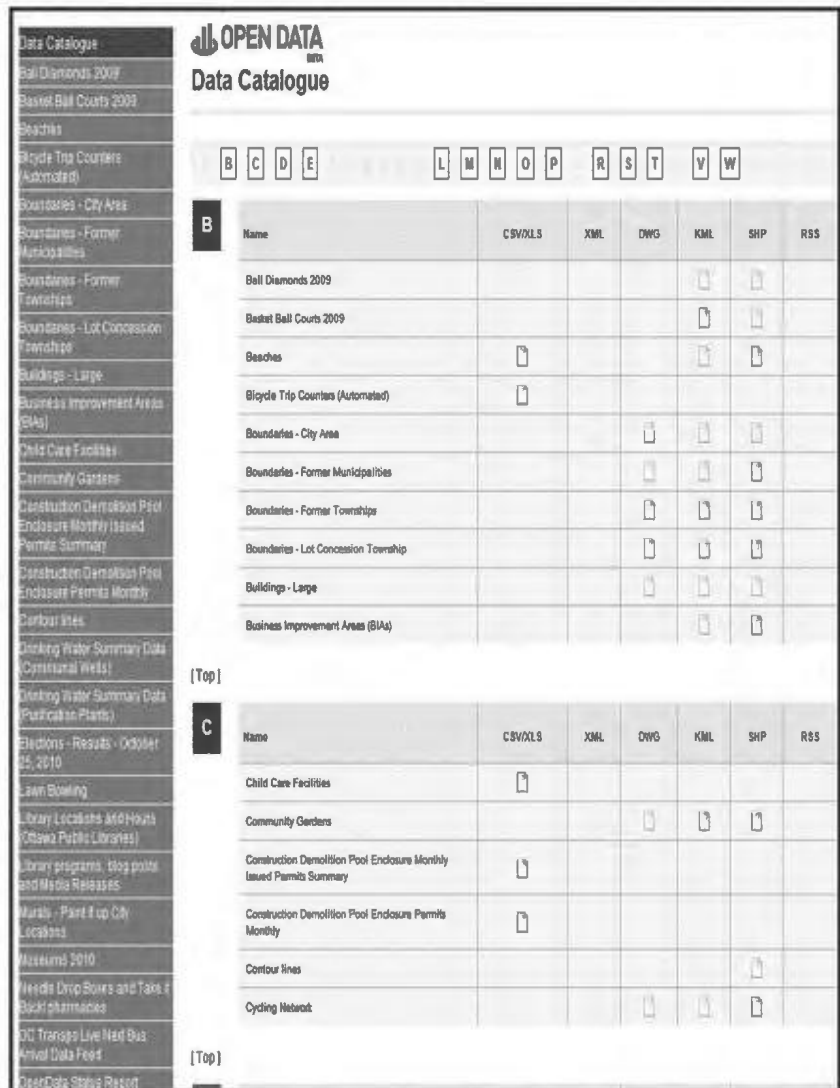 Data Catalogue
Ball Diamonds 2009
Basket Ball Courts 2009
Beaches
Bicycle Trip Counters
(Automated)
Boundaries - City Area
Boundaries - Former
Municipalities
Boundaries - Former
Townships
Boundaries - Lot Concession
Townships
Buildings - Large
Business Improvement Areas
(BIAs)
Child Care Facilities
Community Gardens
Construction Demolition Pool
Enclosure Monthly Issued
Permits Summary
Construction Demolition Pool
Enclosure Permits Monthly
Contour lines
Drinking Water Summary Data
(Communal Wells)
Drinking Water Summary Data
(Purification Plants)
Elections - Results - October
25, 2010
Lawn Bowling
Library Locations and Hours
(Ottawa Public Libraries)
Library programs, blog posts
and Media Releases
Murals - Paint it up City
Locations
Museums 2010
Needle Drop Boxes and Take it
Back! pharmacies
OC Transpo Live Next Bus
Arrival Data Feed
OpenData Status Report
OPEN DATA
BETA
Data Catalogue
B C D E L M N O P R S T V W
B
Name CSV/XLS XML DWG KML SHP RSS
Ball Diamonds 2009
Basket Ball Courts 2009
Beaches
Bicycle Trip Counters (Automated)
Boundaries - City Area
Boundaries - Former Municipalities
Boundaries - Former Townships
Boundaries - Lot Concession Township
Buildings - Large
Business Improvement Areas (BIAs)
[Top]
C
Name CSV/XLS XML DWG KML SHP RSS
Child Care Facilities
Community Gardens
Construction Demolition Pool Enclosure Monthly
Issued Permits Summary
Construction Demolition Pool Enclosure Permits
Monthly
Contour lines
Cycling Network
[Top]